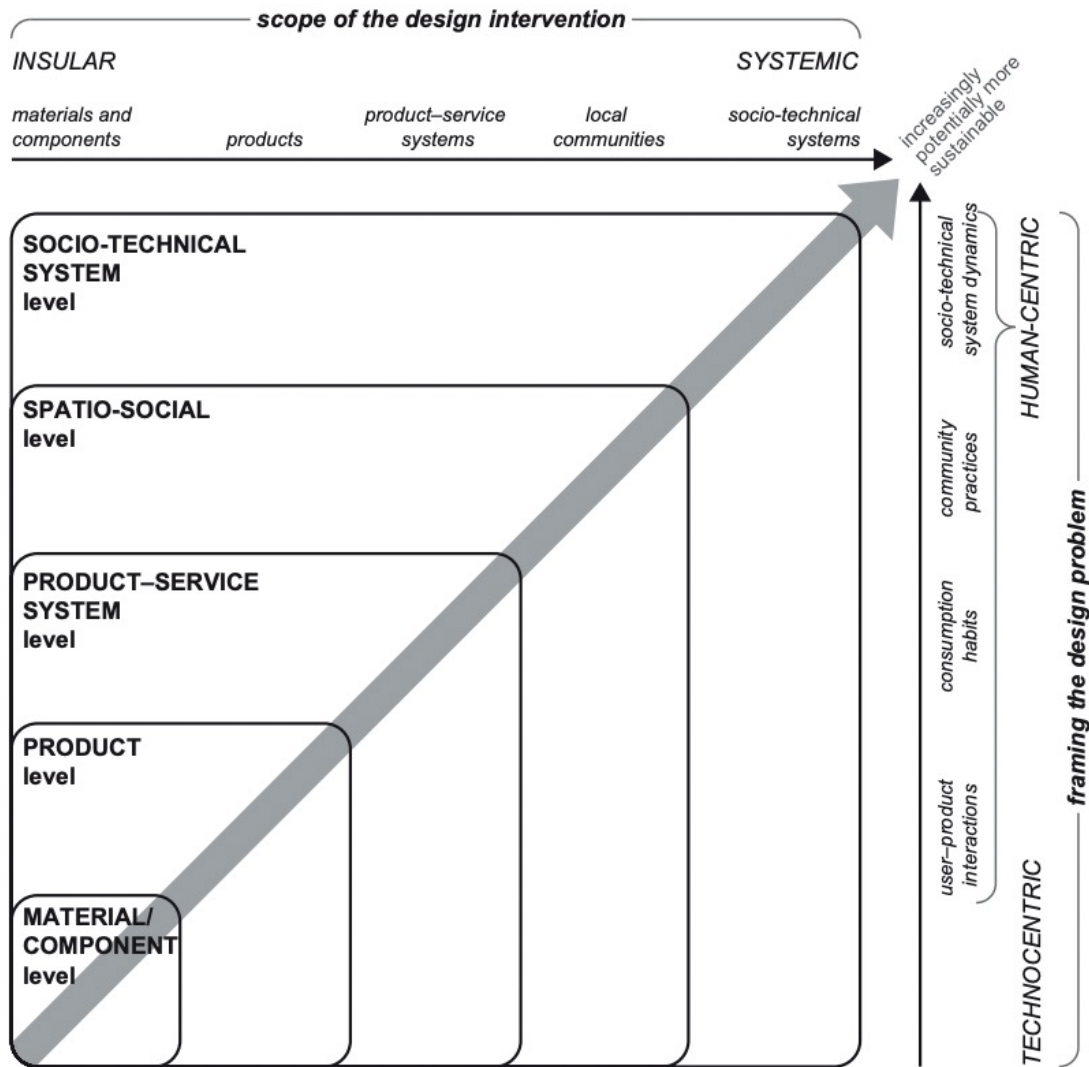 scope of the design intervention
INSULAR
SYSTEMIC
materials and
components
products
product–service
systems
local
communities
socio-technical
systems
increasingly
potentially more
sustainable
SOCIO-TECHNICAL
SYSTEM
level
SPATIO-SOCIAL
level
PRODUCT–SERVICE
SYSTEM
level
PRODUCT
level
MATERIAL/
COMPONENT
level
socio-technical
system dynamics
community
practices
consumption
habits
user–product
interactions
HUMAN-CENTRIC
TECHNOCENTRIC
framing the design problem